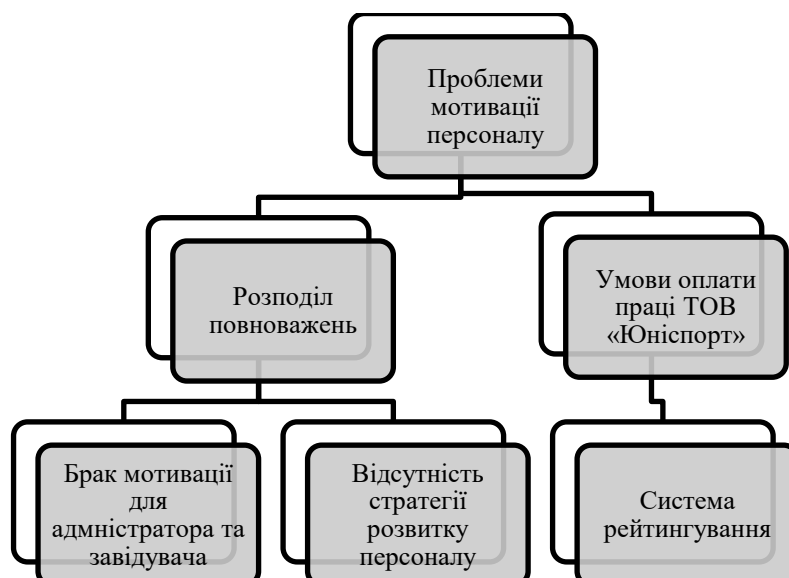 Проблеми
мотивації
персоналу
Розподіл
повноважень
Умови оплати
праці ТОВ
«Юніспорт»
Брак мотивації
для
адмністратора та
завідувача
Відсутність
стратегії
розвитку
персоналу
Система
рейтингування